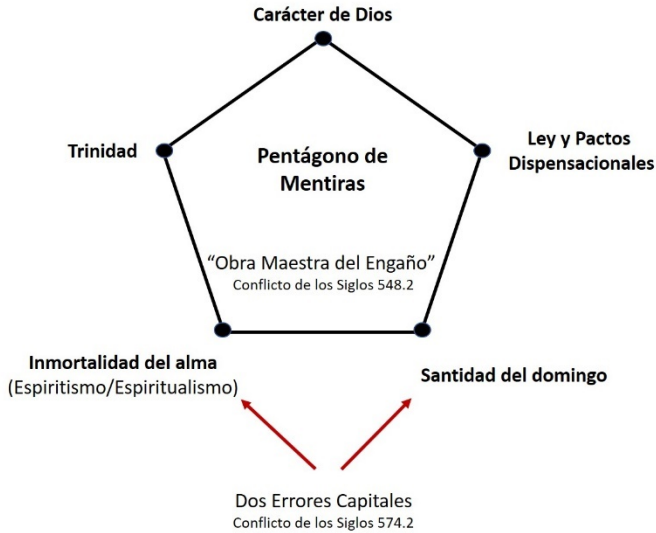 Carácter de Dios
Trinidad
Ley y Pactos
Dispensacionales
Pentágono de
Mentiras
“Obra Maestra del Engaño”
Conflicto de los Siglos 548.2
Inmortalidad del alma
(Espiritismo/Espiritualismo)
Santidad del domingo
Dos Errores Capitales
Conflicto de los Siglos 574.2